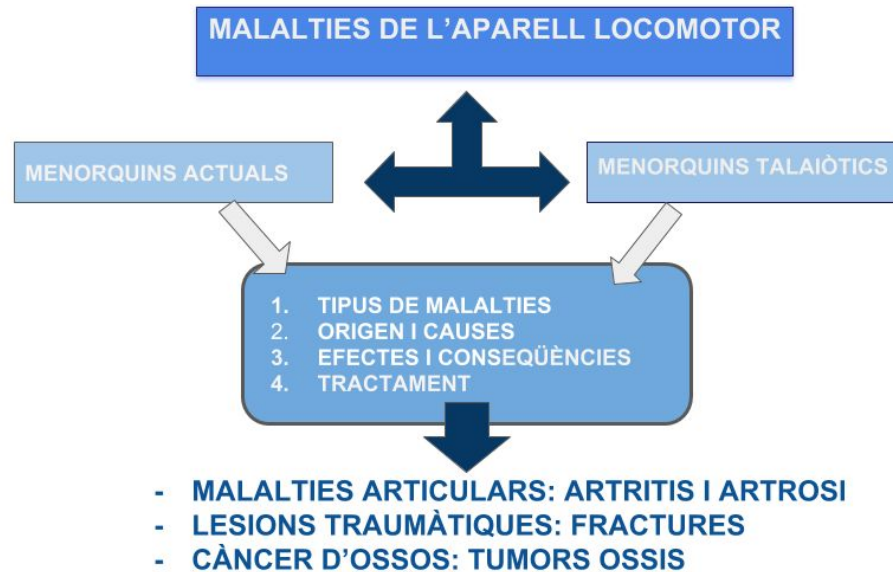 MALALTIES DE L'APARELL LOCOMOTOR
MENORQUINS ACTUALS
MENORQUINS TALAIÒTICS
1. TIPUS DE MALALTIES
2. ORIGEN I CAUSES
3. EFECTES I CONSEQÜÈNCIES
4. TRACTAMENT
- MALALTIES ARTICULARS: ARTRITIS I ARTROSI
- LESIONS TRAUMÀTIQUES: FRACTURES
- CÀNCER D'OSSOS: TUMORS OSSIS